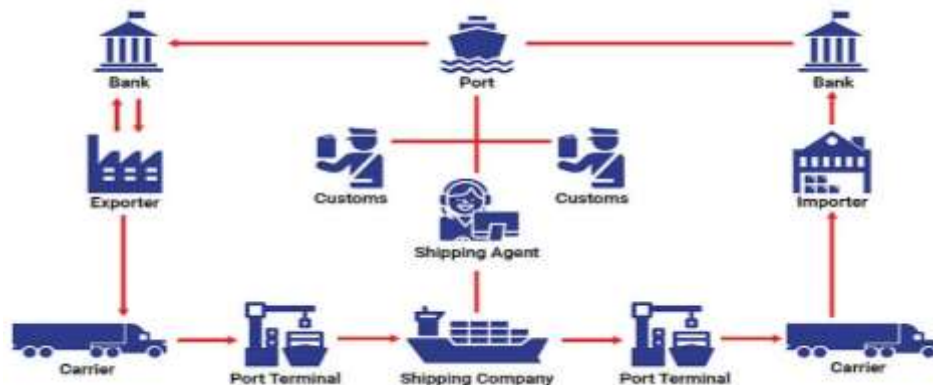 Bank
Port
Bank
Exporter
Customs
Customs
Importer
Shipping Agent
Carrier
Port Terminal
Shipping Company
Port Terminal
Carrier